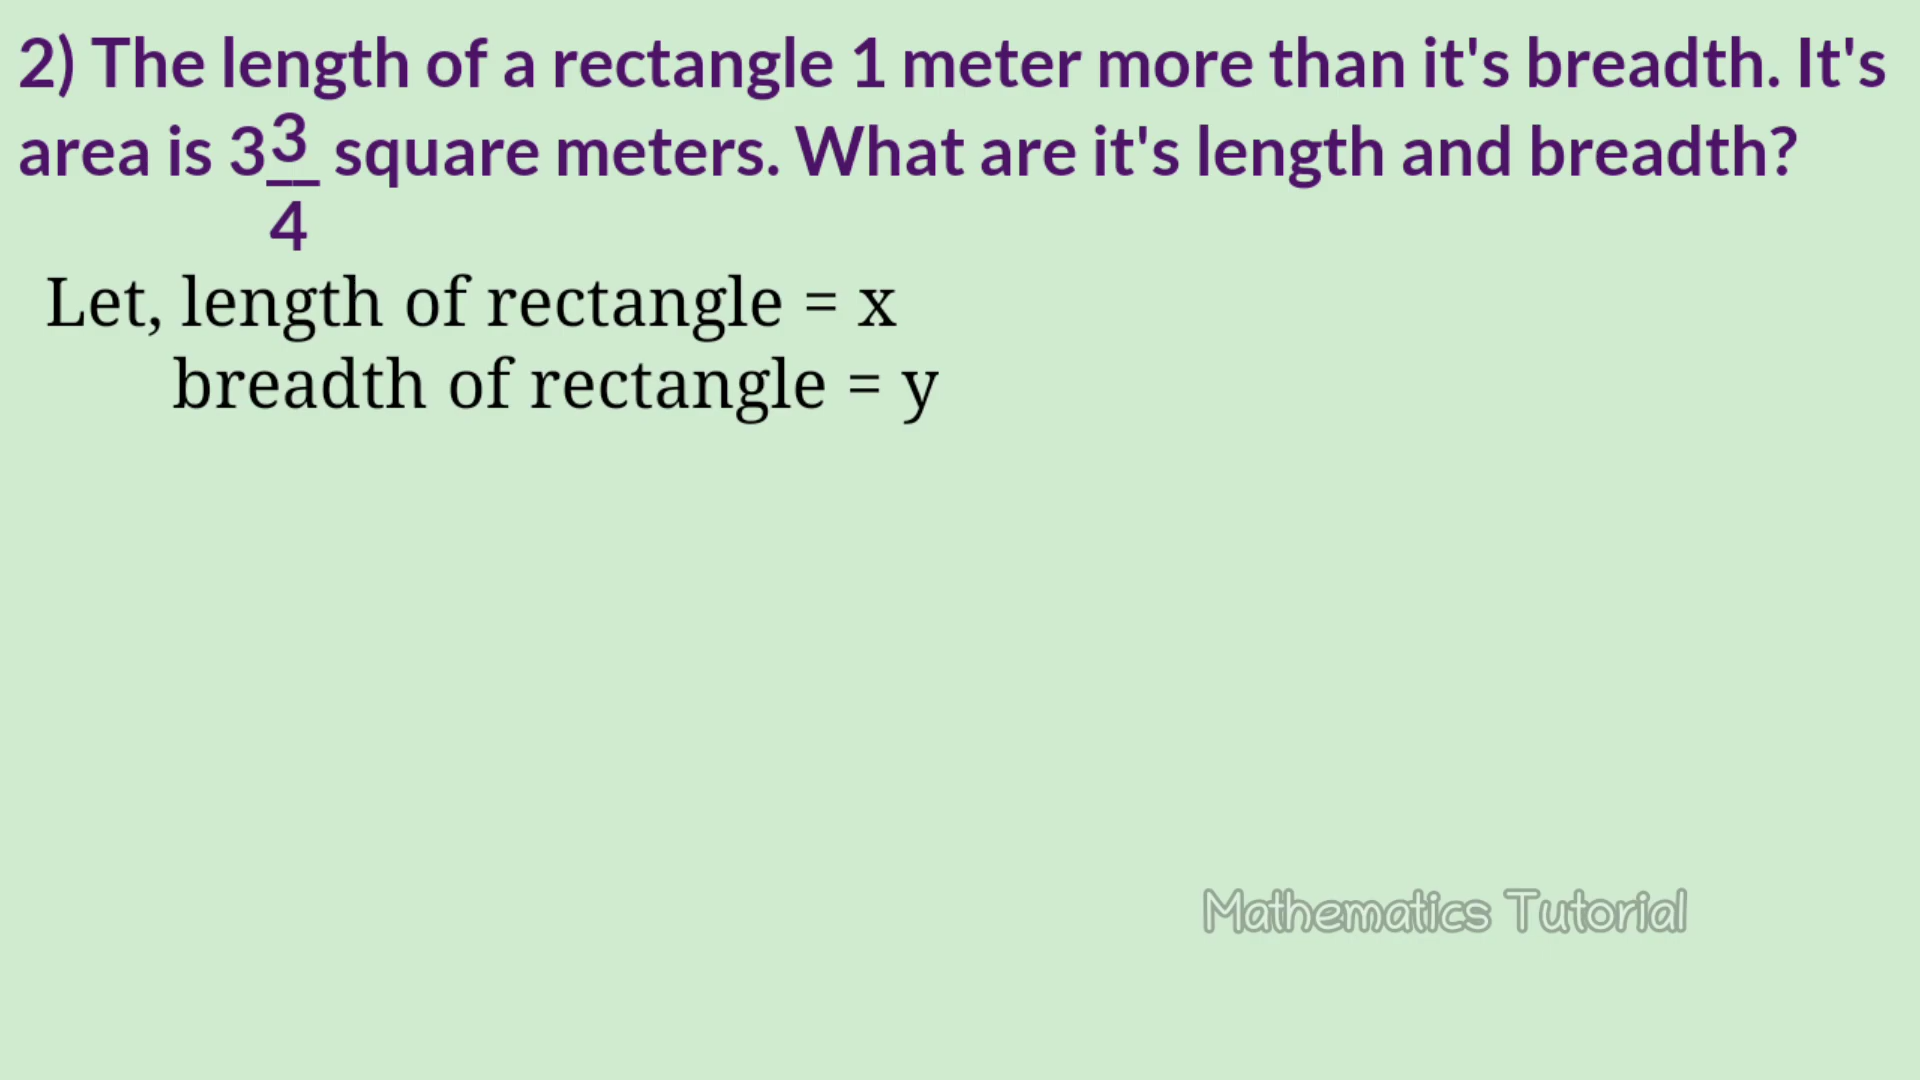 2) The length of a rectangle 1 meter more than it's breadth. It's
area is 3 3/4 square meters. What are it's length and breadth?
Let, length of rectangle = x
breadth of rectangle = y
Mathematics Tutorial